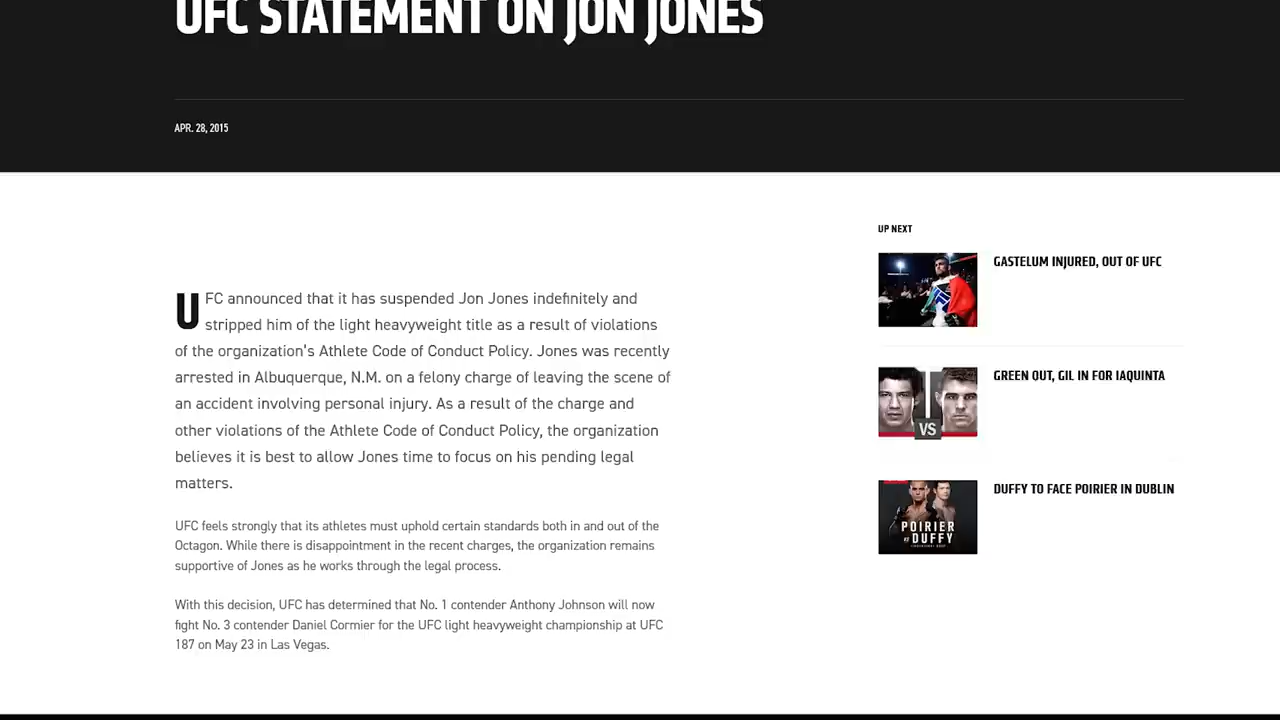 UFC STATEMENT ON JON JONES
APR. 28, 2015
UFC announced that it has suspended Jon Jones indefinitely and
stripped him of the light heavyweight title as a result of violations
of the organization's Athlete Code of Conduct Policy. Jones was recently
arrested in Albuquerque, N.M. on a felony charge of leaving the scene of
an accident involving personal injury. As a result of the charge and
other violations of the Athlete Code of Conduct Policy, the organization
believes it is best to allow Jones time to focus on his pending legal
matters.
UFC feels strongly that its athletes must uphold certain standards both in and out of the
Octagon. While there is disappointment in the recent charges, the organization remains
supportive of Jones as he works through the legal process.
With this decision, UFC has determined that No. 1 contender Anthony Johnson will now
fight No. 3 contender Daniel Cormier for the UFC light heavyweight championship at UFC
187 on May 23 in Las Vegas.
UP NEXT
GASTELUM INJURED, OUT OF UFC
VS
GREEN OUT, GIL IN FOR IAQUINTA
POIRIER
VS DUFFY
DUFFY TO FACE POIRIER IN DUBLIN